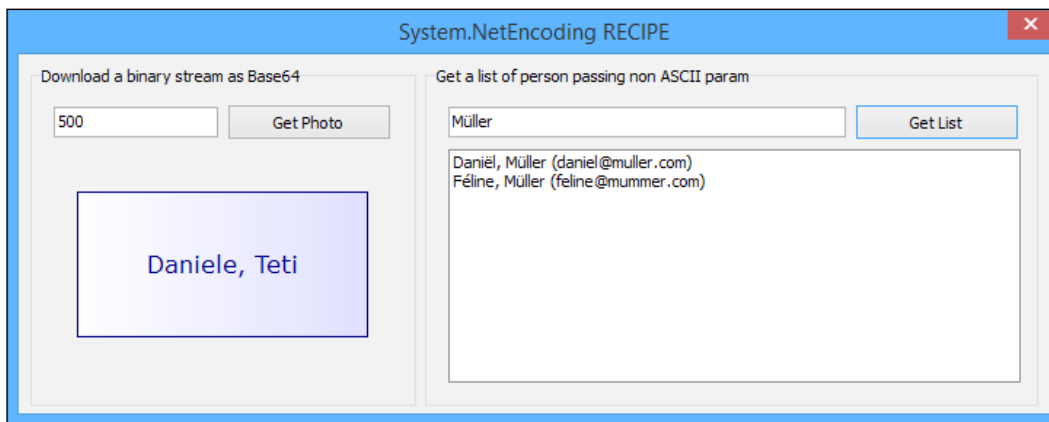 System.NetEncoding RECIPE
Download a binary stream as Base64
500
Get Photo
Daniele, Teti
Get a list of person passing non ASCII param
Müller
Get List
Daniël, Müller (daniel@muller.com)
Féline, Müller (feline@mummer.com)